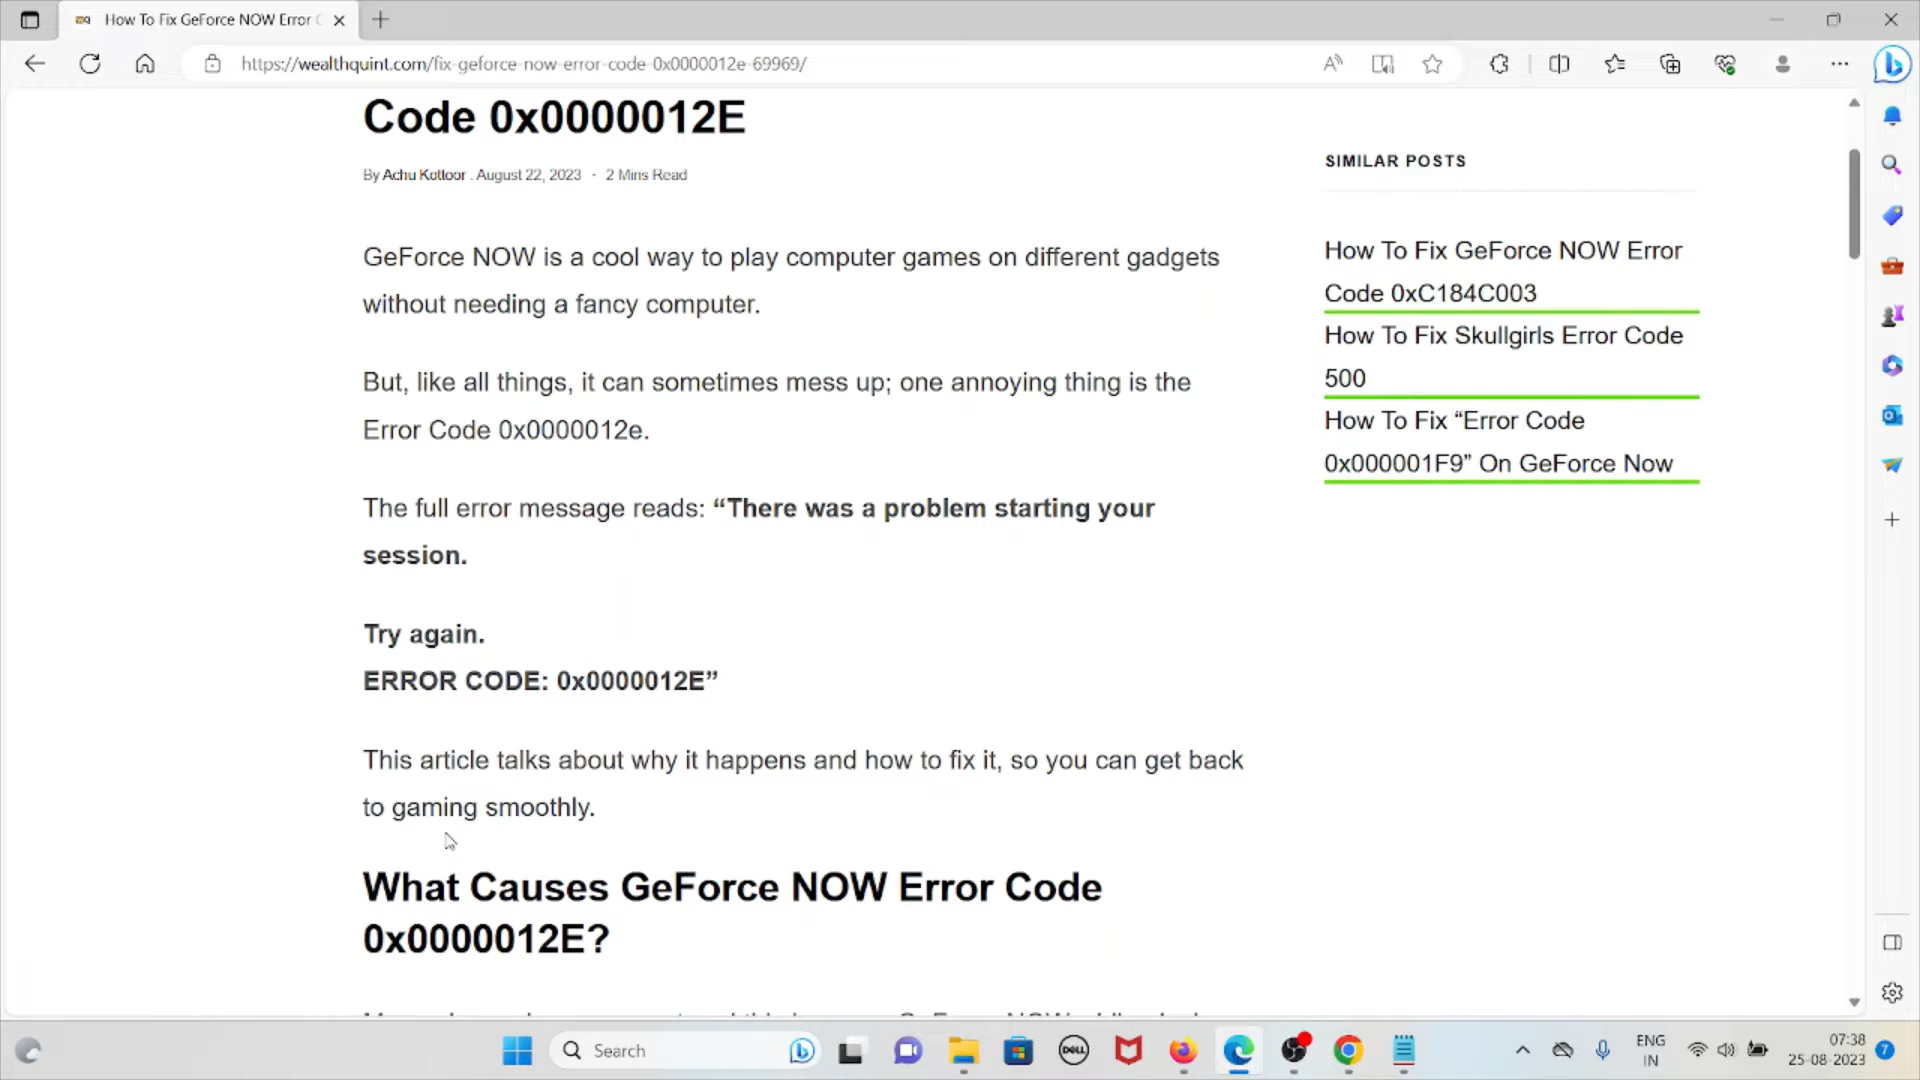 How To Fix GeForce NOW Error
https://wealthquint.com/fix-geforce-now-error-code-0x0000012e-69969/
Code 0x0000012E
By Achu Kotloor . August 22, 2023 · 2 Mins Read
GeForce NOW is a cool way to play computer games on different gadgets
without needing a fancy computer.
But, like all things, it can sometimes mess up; one annoying thing is the
Error Code 0x0000012e.
The full error message reads: “There was a problem starting your
session.
Try again.
ERROR CODE: 0x0000012E”
This article talks about why it happens and how to fix it, so you can get back
to gaming smoothly.
What Causes GeForce NOW Error Code
0x0000012E?
SIMILAR POSTS
How To Fix GeForce NOW Error
Code 0xC184C003
How To Fix Skullgirls Error Code
500
How To Fix “Error Code
0x000001F9” On GeForce Now
Search
DELL
ENG
IN
07:38
25-08-2023
7